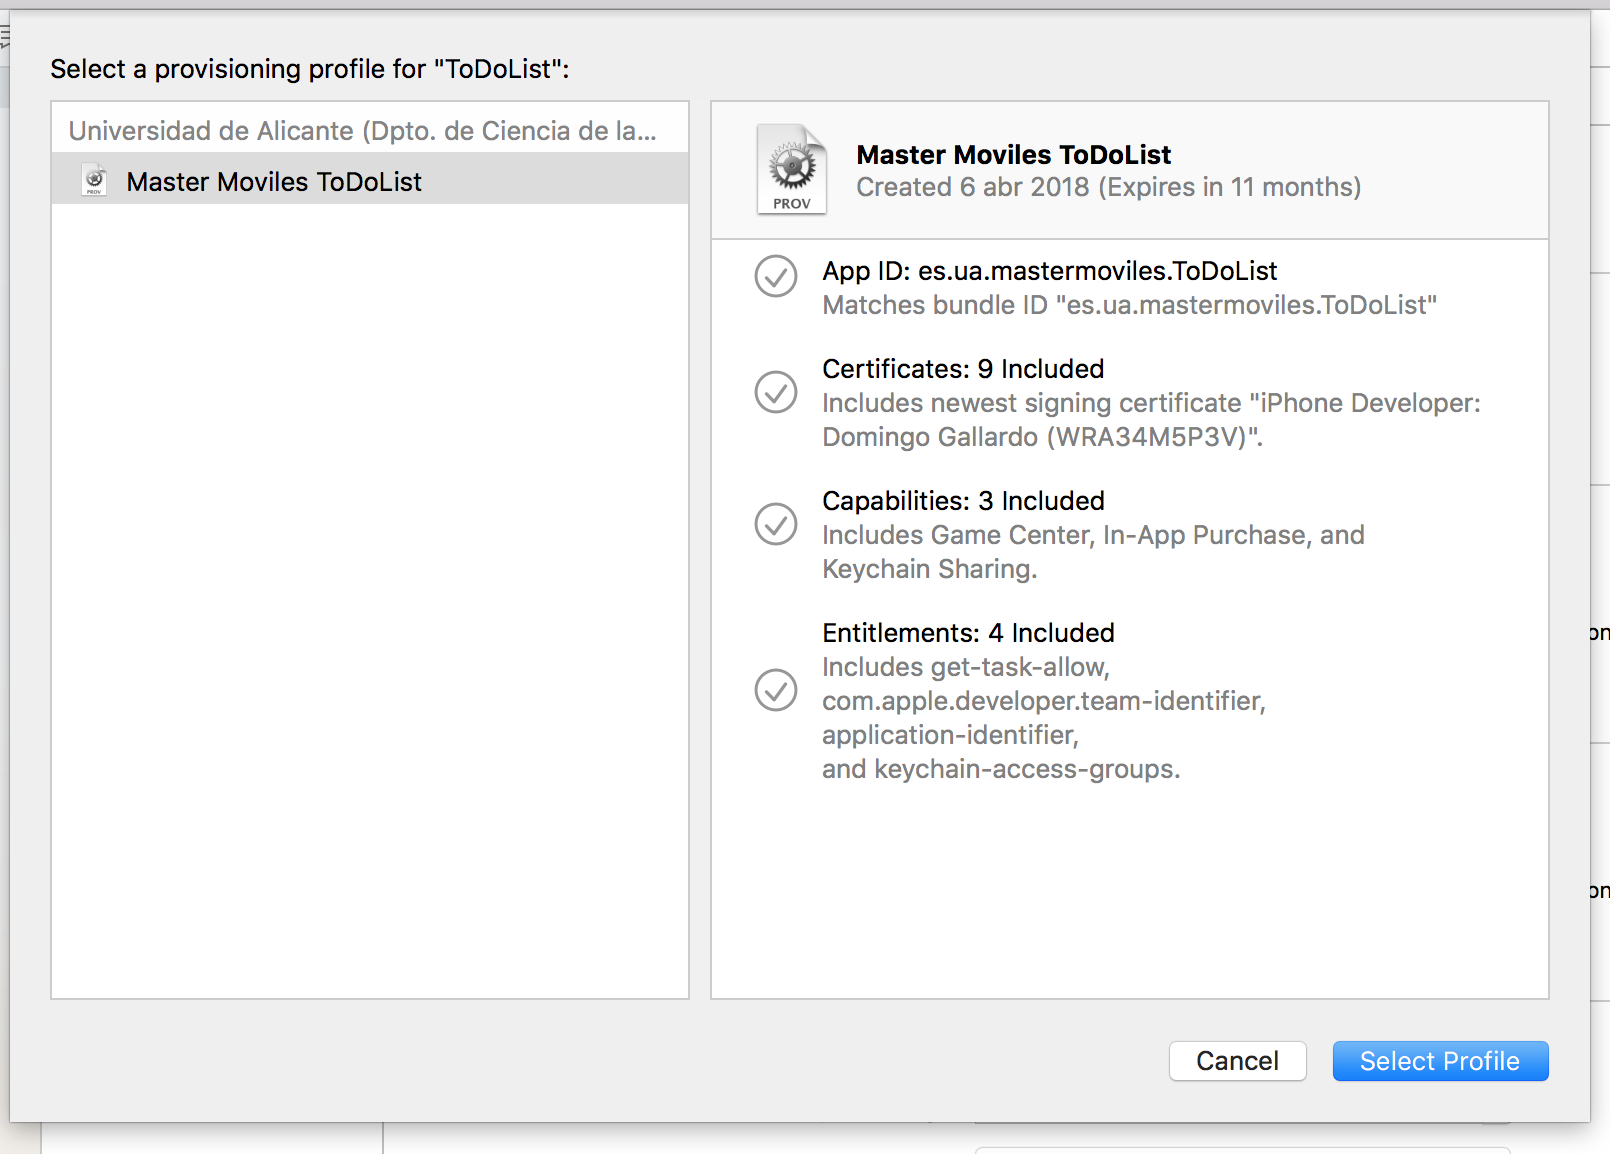 Select a provisioning profile for "ToDoList":
Universidad de Alicante (Dpto. de Ciencia de la...
PROV
Master Moviles ToDoList
PROV
Master Moviles ToDoList
Created 6 abr 2018 (Expires in 11 months)
App ID: es.ua.mastermoviles.ToDoList
Matches bundle ID "es.ua.mastermoviles.ToDoList"
Certificates: 9 Included
Includes newest signing certificate "iPhone Developer:
Domingo Gallardo (WRA34M5P3V)".
Capabilities: 3 Included
Includes Game Center, In-App Purchase, and
Keychain Sharing.
Entitlements: 4 Included
Includes get-task-allow,
com.apple.developer.team-identifier,
application-identifier,
and keychain-access-groups.
on
on
Cancel
Select Profile